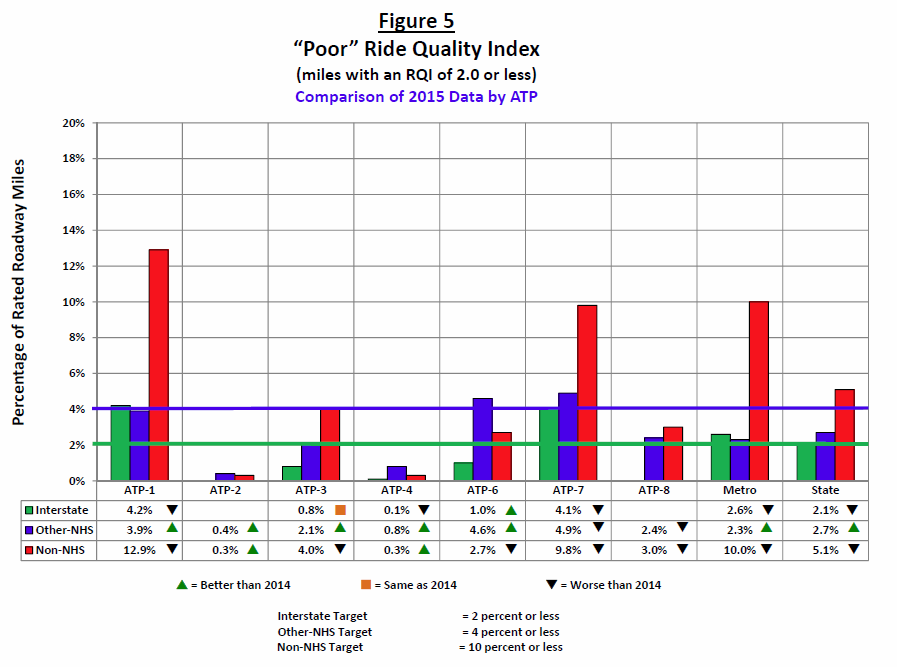 Figure 5
“Poor” Ride Quality Index
(miles with an RQI of 2.0 or less)
Comparison of 2015 Data by ATP
Percentage of Rated Roadway Miles
20%
18%
16%
14%
12%
10%
8%
6%
4%
2%
0%
ATP-1 ATP-2 ATP-3 ATP-4 ATP-6 ATP-7 ATP-8 Metro State
Interstate 4.2% ▼ 0.8% ■ 0.1% ▼ 1.0% ▲ 4.1% ▼ 2.6% ▼ 2.1% ▼
Other-NHS 3.9% ▲ 0.4% ▲ 2.1% ▲ 0.8% ▲ 4.6% ▲ 4.9% ▼ 2.4% ▼ 2.3% ▲ 2.7% ▲
Non-NHS 12.9% ▼ 0.3% ▲ 4.0% ▼ 0.3% ▲ 2.7% ▼ 9.8% ▼ 3.0% ▼ 10.0% ▼ 5.1% ▼
▲ = Better than 2014 ■ = Same as 2014 ▼ = Worse than 2014
Interstate Target = 2 percent or less
Other-NHS Target = 4 percent or less
Non-NHS Target = 10 percent or less